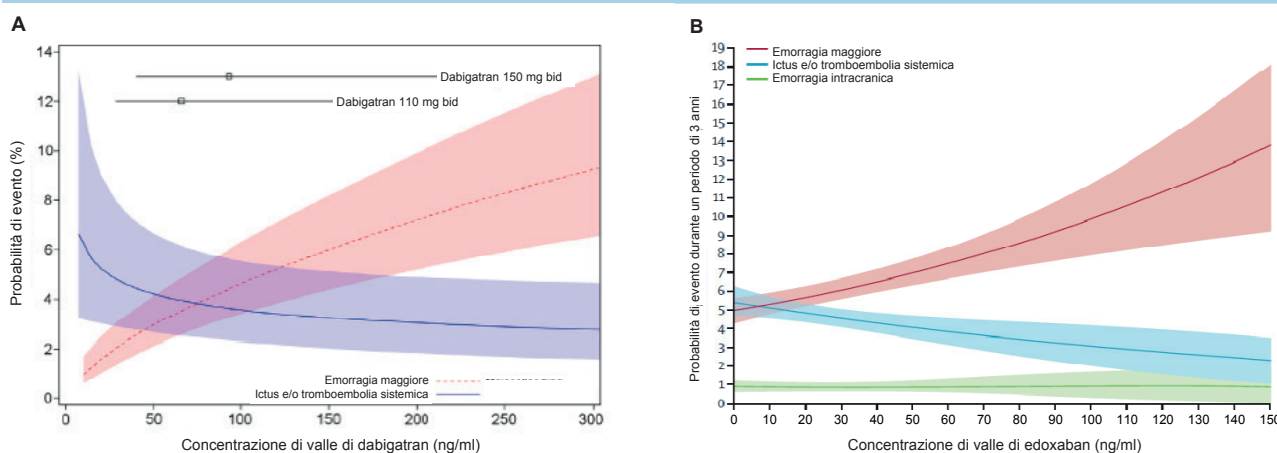 A
14
12
10
8
6
4
2
0
Probabilità di evento (%)
Dabigatran 150 mg bid
Dabigatran 110 mg bid
Emorragia maggiore
Ictus e/o tromboembolia sistemica
0 50 100 150 200 250 300
Concentrazione di valle di dabigatran (ng/ml)
B
19
18
17
16
15
14
13
12
11
10
9
8
7
6
5
4
3
2
1
0
Probabilità di evento durante un periodo di 3 anni
Emorragia maggiore
Ictus e/o tromboembolia sistemica
Emorragia intracranica
0 10 20 30 40 50 60 70 80 90 100 110 120 130 140 150
Concentrazione di valle di edoxaban (ng/ml)